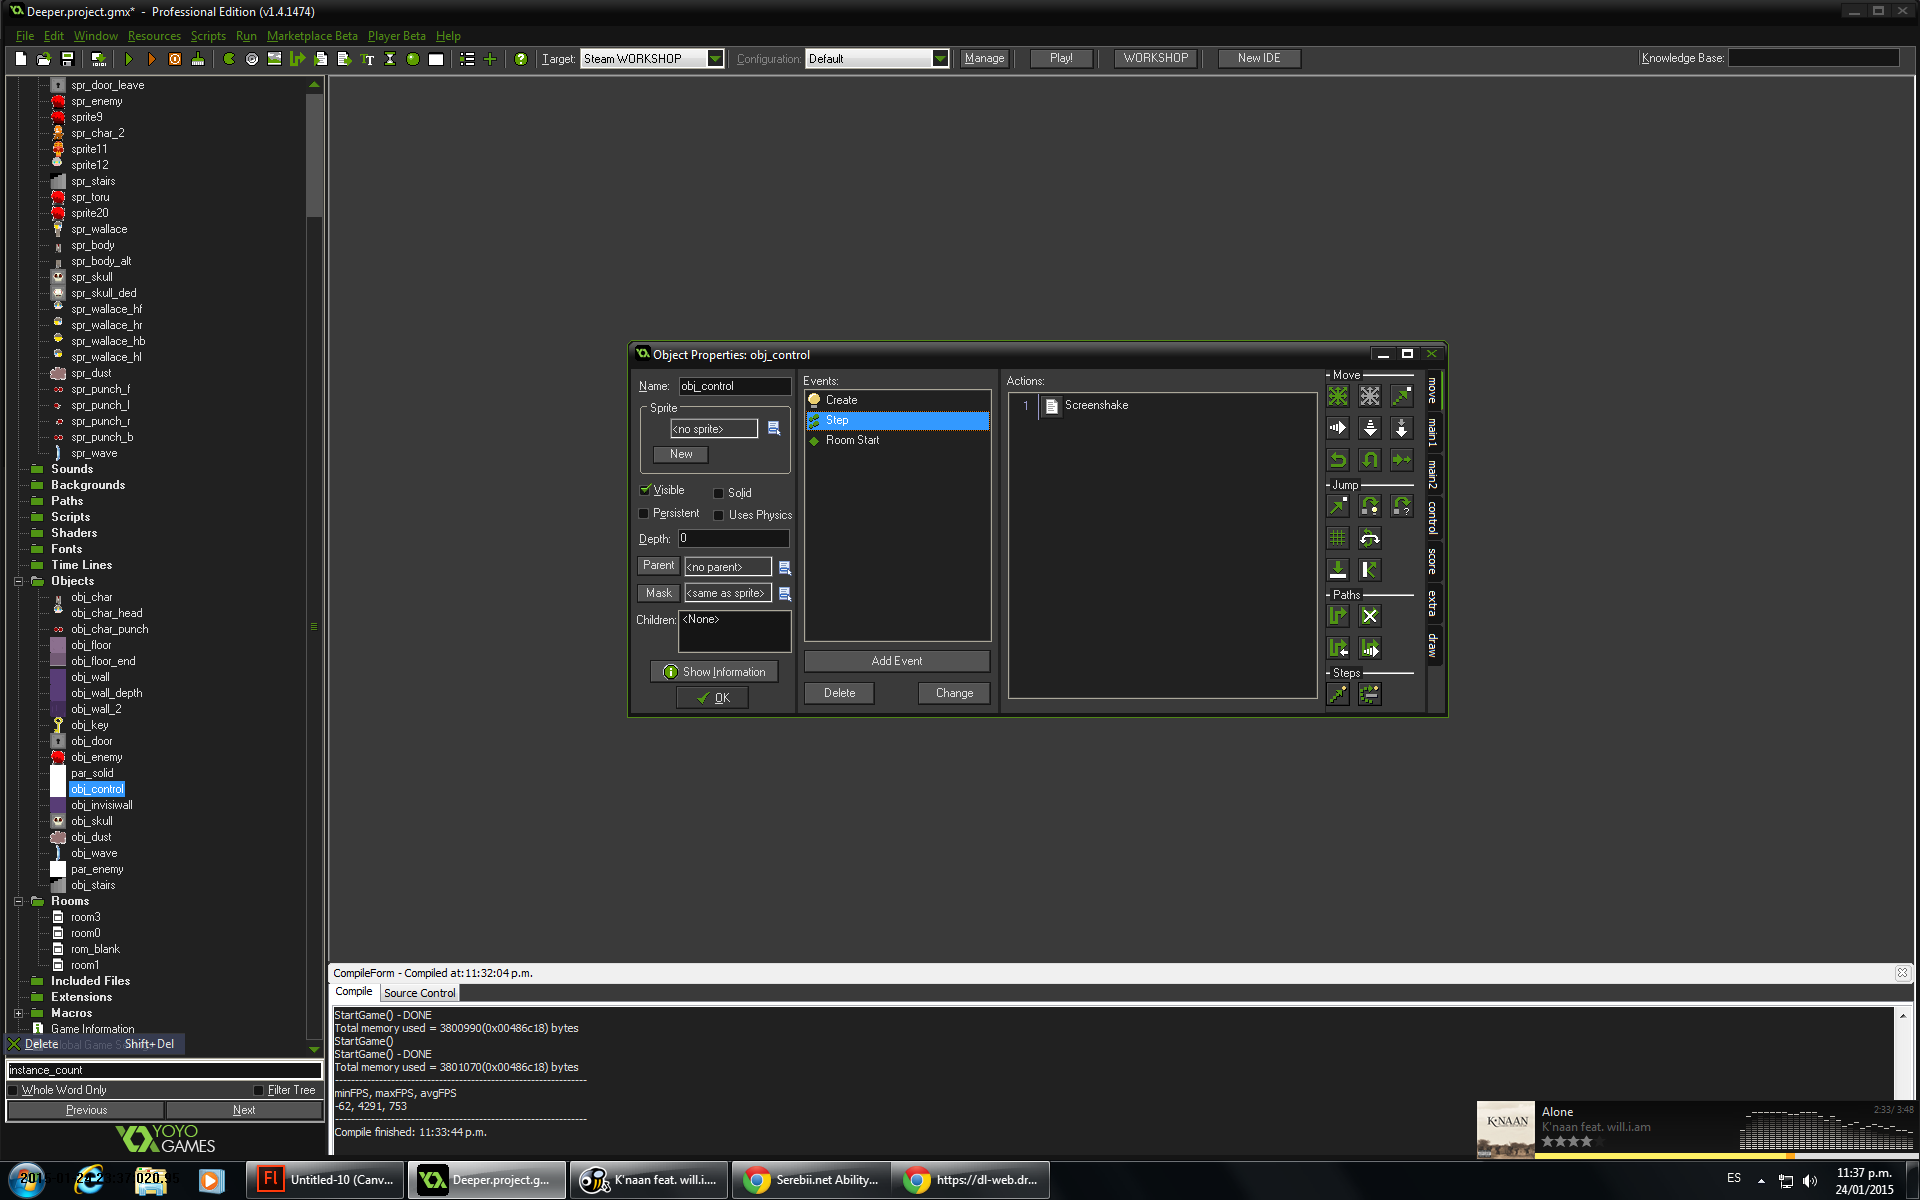 Deeper.project.gmx* - Professional Edition (v1.4.1474)
File Edit Window Resources Scripts Run Marketplace Beta Player Beta Help
Target: Steam WORKSHOP Configuration: Default Manage Play! WORKSHOP New IDE Knowledge Base:
spr_door_leave
spr_enemy
sprite9
spr_char_2
sprite11
sprite12
spr_stairs
spr_toru
sprite20
spr_wallace
spr_body
spr_body_alt
spr_skull
spr_skull_ded
spr_wallace_hf
spr_wallace_hr
spr_wallace_hb
spr_wallace_hl
spr_dust
spr_punch_f
spr_punch_l
spr_punch_r
spr_punch_b
spr_wave
Sounds
Backgrounds
Paths
Scripts
Shaders
Fonts
Time Lines
Objects
obj_char
obj_char_head
obj_char_punch
obj_floor
obj_floor_end
obj_wall
obj_wall_depth
obj_wall_2
obj_key
obj_door
obj_enemy
par_solid
obj_control
obj_invisiwall
obj_skull
obj_dust
obj_wave
par_enemy
obj_stairs
Rooms
room3
room0
rom_blank
room1
Included Files
Extensions
Macros
Game Information
Delete Shift+Del
instance_count
Whole Word Only Filter Tree
Previous Next
YOYO
GAMES
Object Properties: obj_control
Name: obj_control
Sprite
<no sprite>
New
Visible Solid
Persistent Uses Physics
Depth: 0
Parent <no parent>
Mask <same as sprite>
Children: <None>
Show Information
OK
Events:
Create
Step
Room Start
Add Event
Delete Change
Actions:
1 Screenshake
Move
Jump
Paths
Steps
move
main1
main2
control
score
extra
draw
CompileForm - Compiled at: 11:32:04 p.m.
Compile Source Control
StartGame() - DONE
Total memory used = 3800990(0x00486c18) bytes
StartGame()
StartGame() - DONE
Total memory used = 3801070(0x00486c18) bytes
minFPS, maxFPS, avgFPS
-62, 4291, 753
Compile finished: 11:33:44 p.m.
K'NAAN
Alone
K'naan feat. will.i.am
2:33/ 3:48
Untitled-10 (Canv...
Deeper.project.g...
K'naan feat. will.i....
Serebii.net Ability...
https://dl-web.dr...
ES
11:37 p.m.
24/01/2015